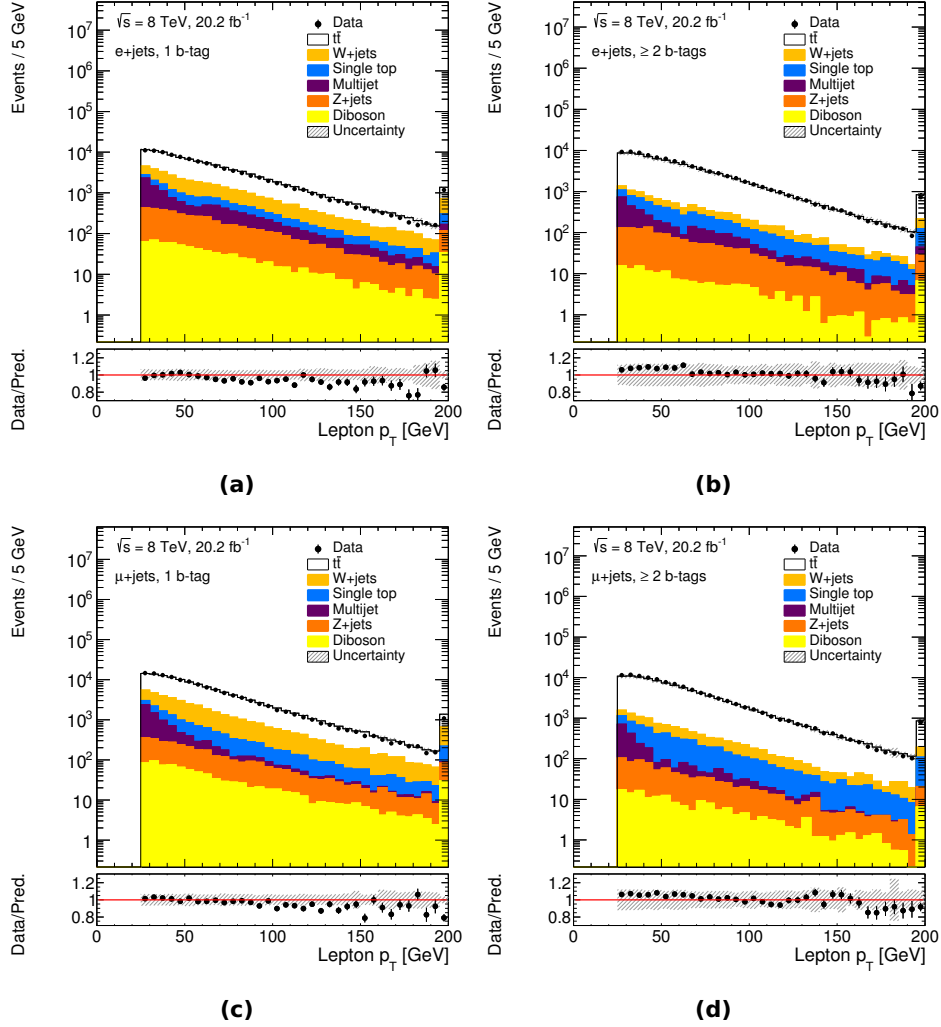 √s = 8 TeV, 20.2 fb⁻¹
e+jets, 1 b-tag
Data
tt̄
W+jets
Single top
Multijet
Z+jets
Diboson
Uncertainty
Events / 5 GeV
10⁷
10⁶
10⁵
10⁴
10³
10²
10
1
Data/Pred.
1.2
1
0.8
0 50 100 150 200
Lepton p_T [GeV]
(a)
√s = 8 TeV, 20.2 fb⁻¹
e+jets, ≥ 2 b-tags
Data
tt̄
W+jets
Single top
Multijet
Z+jets
Diboson
Uncertainty
Events / 5 GeV
10⁷
10⁶
10⁵
10⁴
10³
10²
10
1
Data/Pred.
1.2
1
0.8
0 50 100 150 200
Lepton p_T [GeV]
(b)
√s = 8 TeV, 20.2 fb⁻¹
μ+jets, 1 b-tag
Data
tt̄
W+jets
Single top
Multijet
Z+jets
Diboson
Uncertainty
Events / 5 GeV
10⁷
10⁶
10⁵
10⁴
10³
10²
10
1
Data/Pred.
1.2
1
0.8
0 50 100 150 200
Lepton p_T [GeV]
(c)
√s = 8 TeV, 20.2 fb⁻¹
μ+jets, ≥ 2 b-tags
Data
tt̄
W+jets
Single top
Multijet
Z+jets
Diboson
Uncertainty
Events / 5 GeV
10⁷
10⁶
10⁵
10⁴
10³
10²
10
1
Data/Pred.
1.2
1
0.8
0 50 100 150 200
Lepton p_T [GeV]
(d)